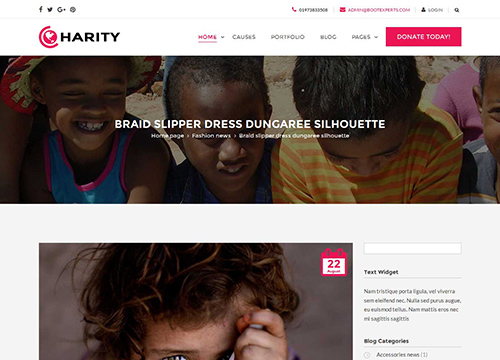 01973833508 ADMIN@BOOTEXPERTS.COM LOGIN
CHARITY
HOME CAUSES PORTFOLIO BLOG PAGES DONATE TODAY!
BRAID SLIPPER DRESS DUNGAREE SILHOUETTE
Home page › Fashion news › Braid slipper dress dungaree silhouette
22
August
Text Widget
Nam tristique porta ligula, vel viverra
sem eleifend nec. Nulla sed purus augue,
eu euismod tellus. Nam mattis eros nec
mi sagittis sagittis
Blog Categories
› Accessories news (1)